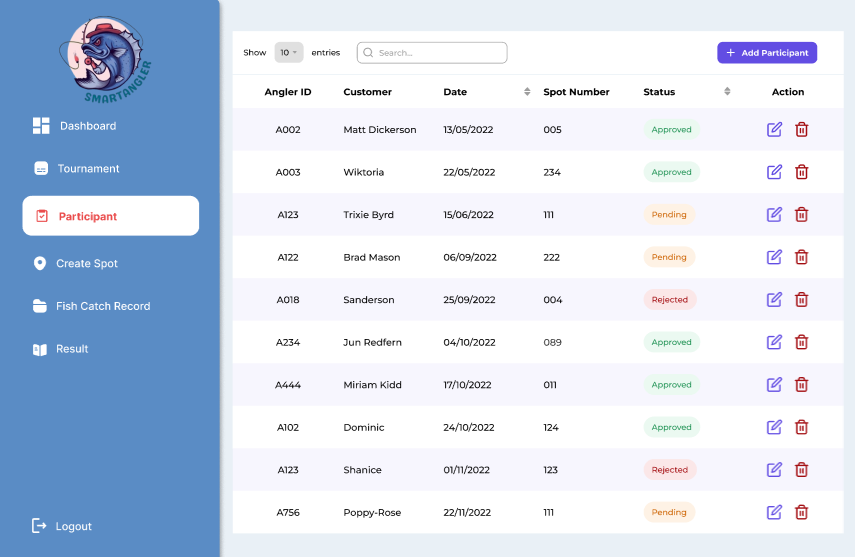 SMARTANGLER
Dashboard
Tournament
Participant
Create Spot
Fish Catch Record
Result
Logout
Show 10 entries Search... + Add Participant
Angler ID Customer Date Spot Number Status Action
A002 Matt Dickerson 13/05/2022 005 Approved
A003 Wiktoria 22/05/2022 234 Approved
A123 Trixie Byrd 15/06/2022 111 Pending
A122 Brad Mason 06/09/2022 222 Pending
A018 Sanderson 25/09/2022 004 Rejected
A234 Jun Redfern 04/10/2022 089 Approved
A444 Miriam Kidd 17/10/2022 011 Approved
A102 Dominic 24/10/2022 124 Approved
A123 Shanice 01/11/2022 123 Rejected
A756 Poppy-Rose 22/11/2022 111 Pending